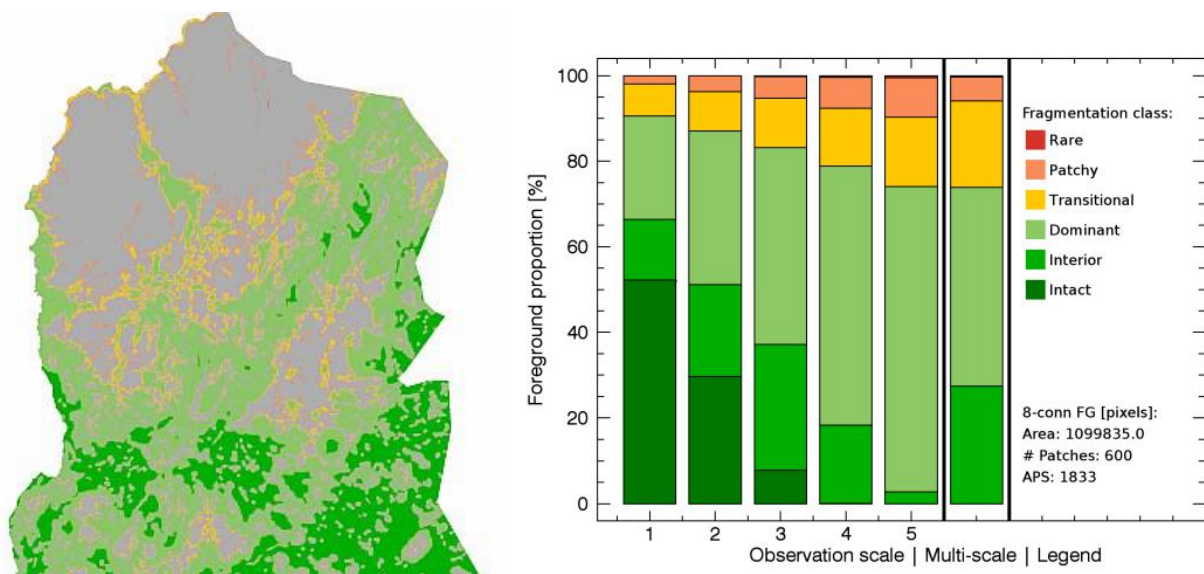 100
80
60
40
20
0
Foreground proportion [%]
1 2 3 4 5
Observation scale | Multi-scale | Legend
Fragmentation class:
Rare
Patchy
Transitional
Dominant
Interior
Intact
8-conn FG [pixels]:
Area: 1099835.0
# Patches: 600
APS: 1833